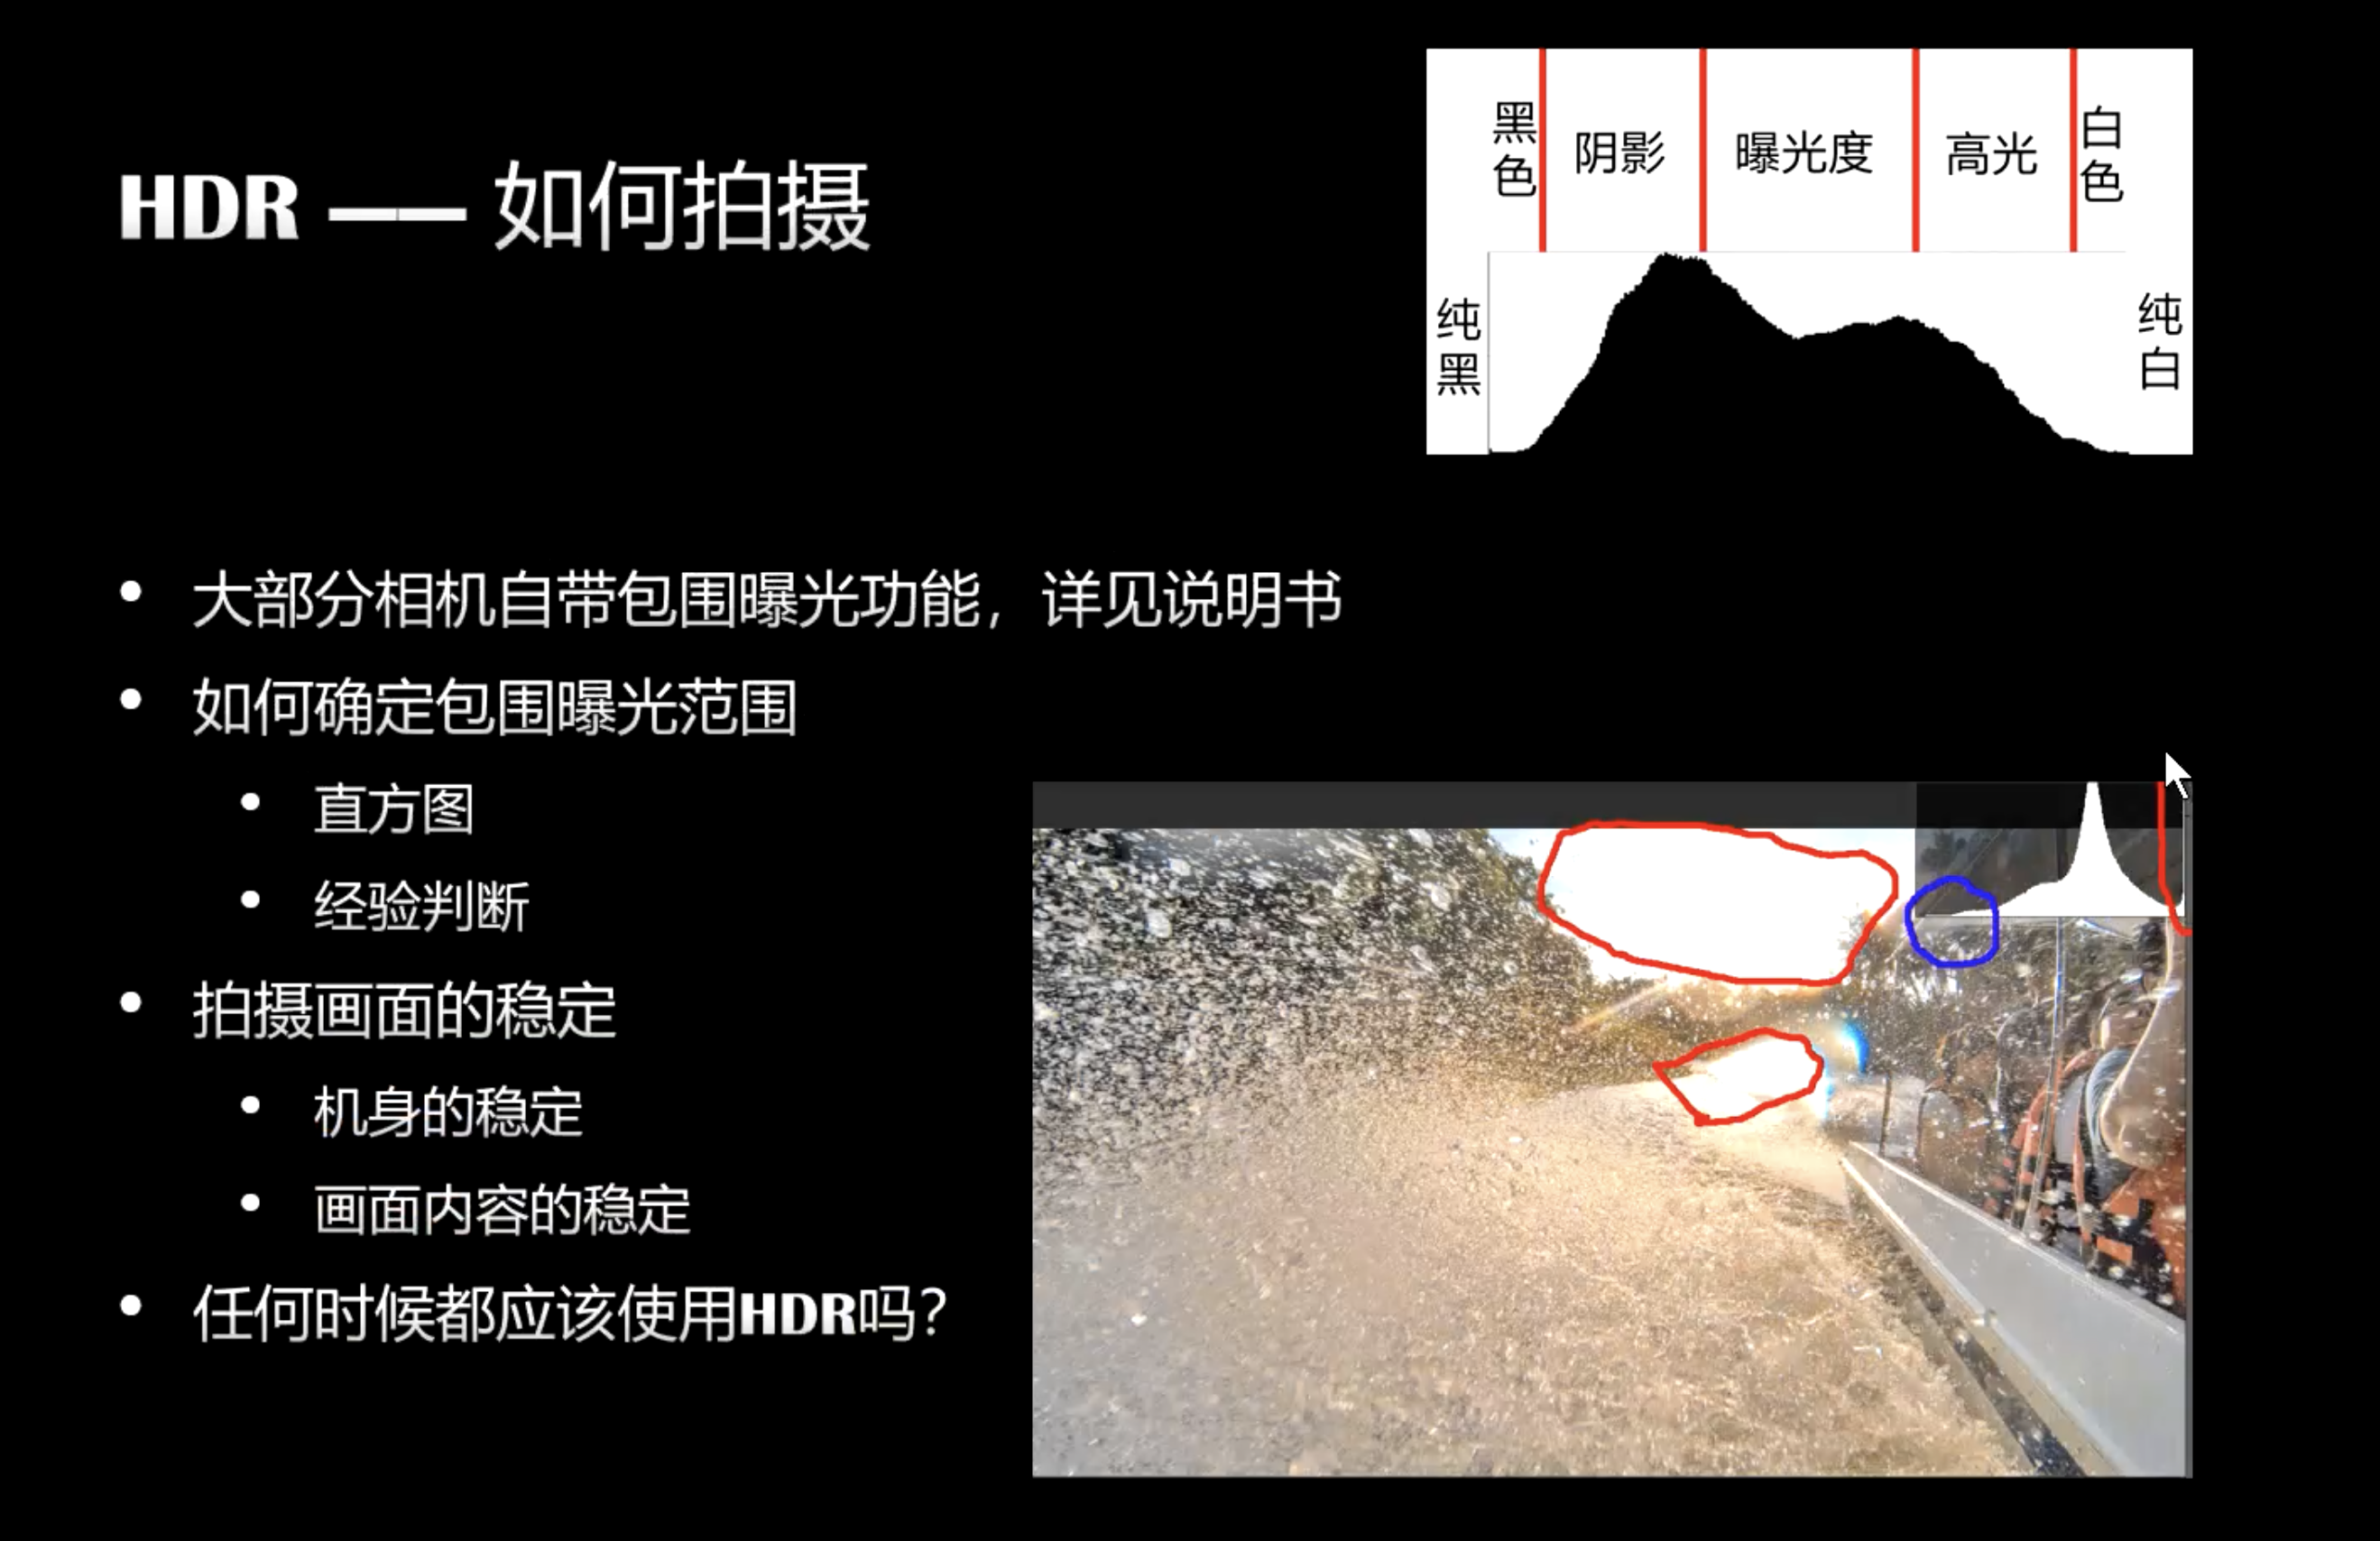 HDR —— 如何拍摄
黑色
阴影
曝光度
高光
白色
纯黑
纯白
大部分相机自带包围曝光功能，详见说明书
如何确定包围曝光范围
直方图
经验判断
拍摄画面的稳定
机身的稳定
画面内容的稳定
任何时候都应该使用HDR吗？